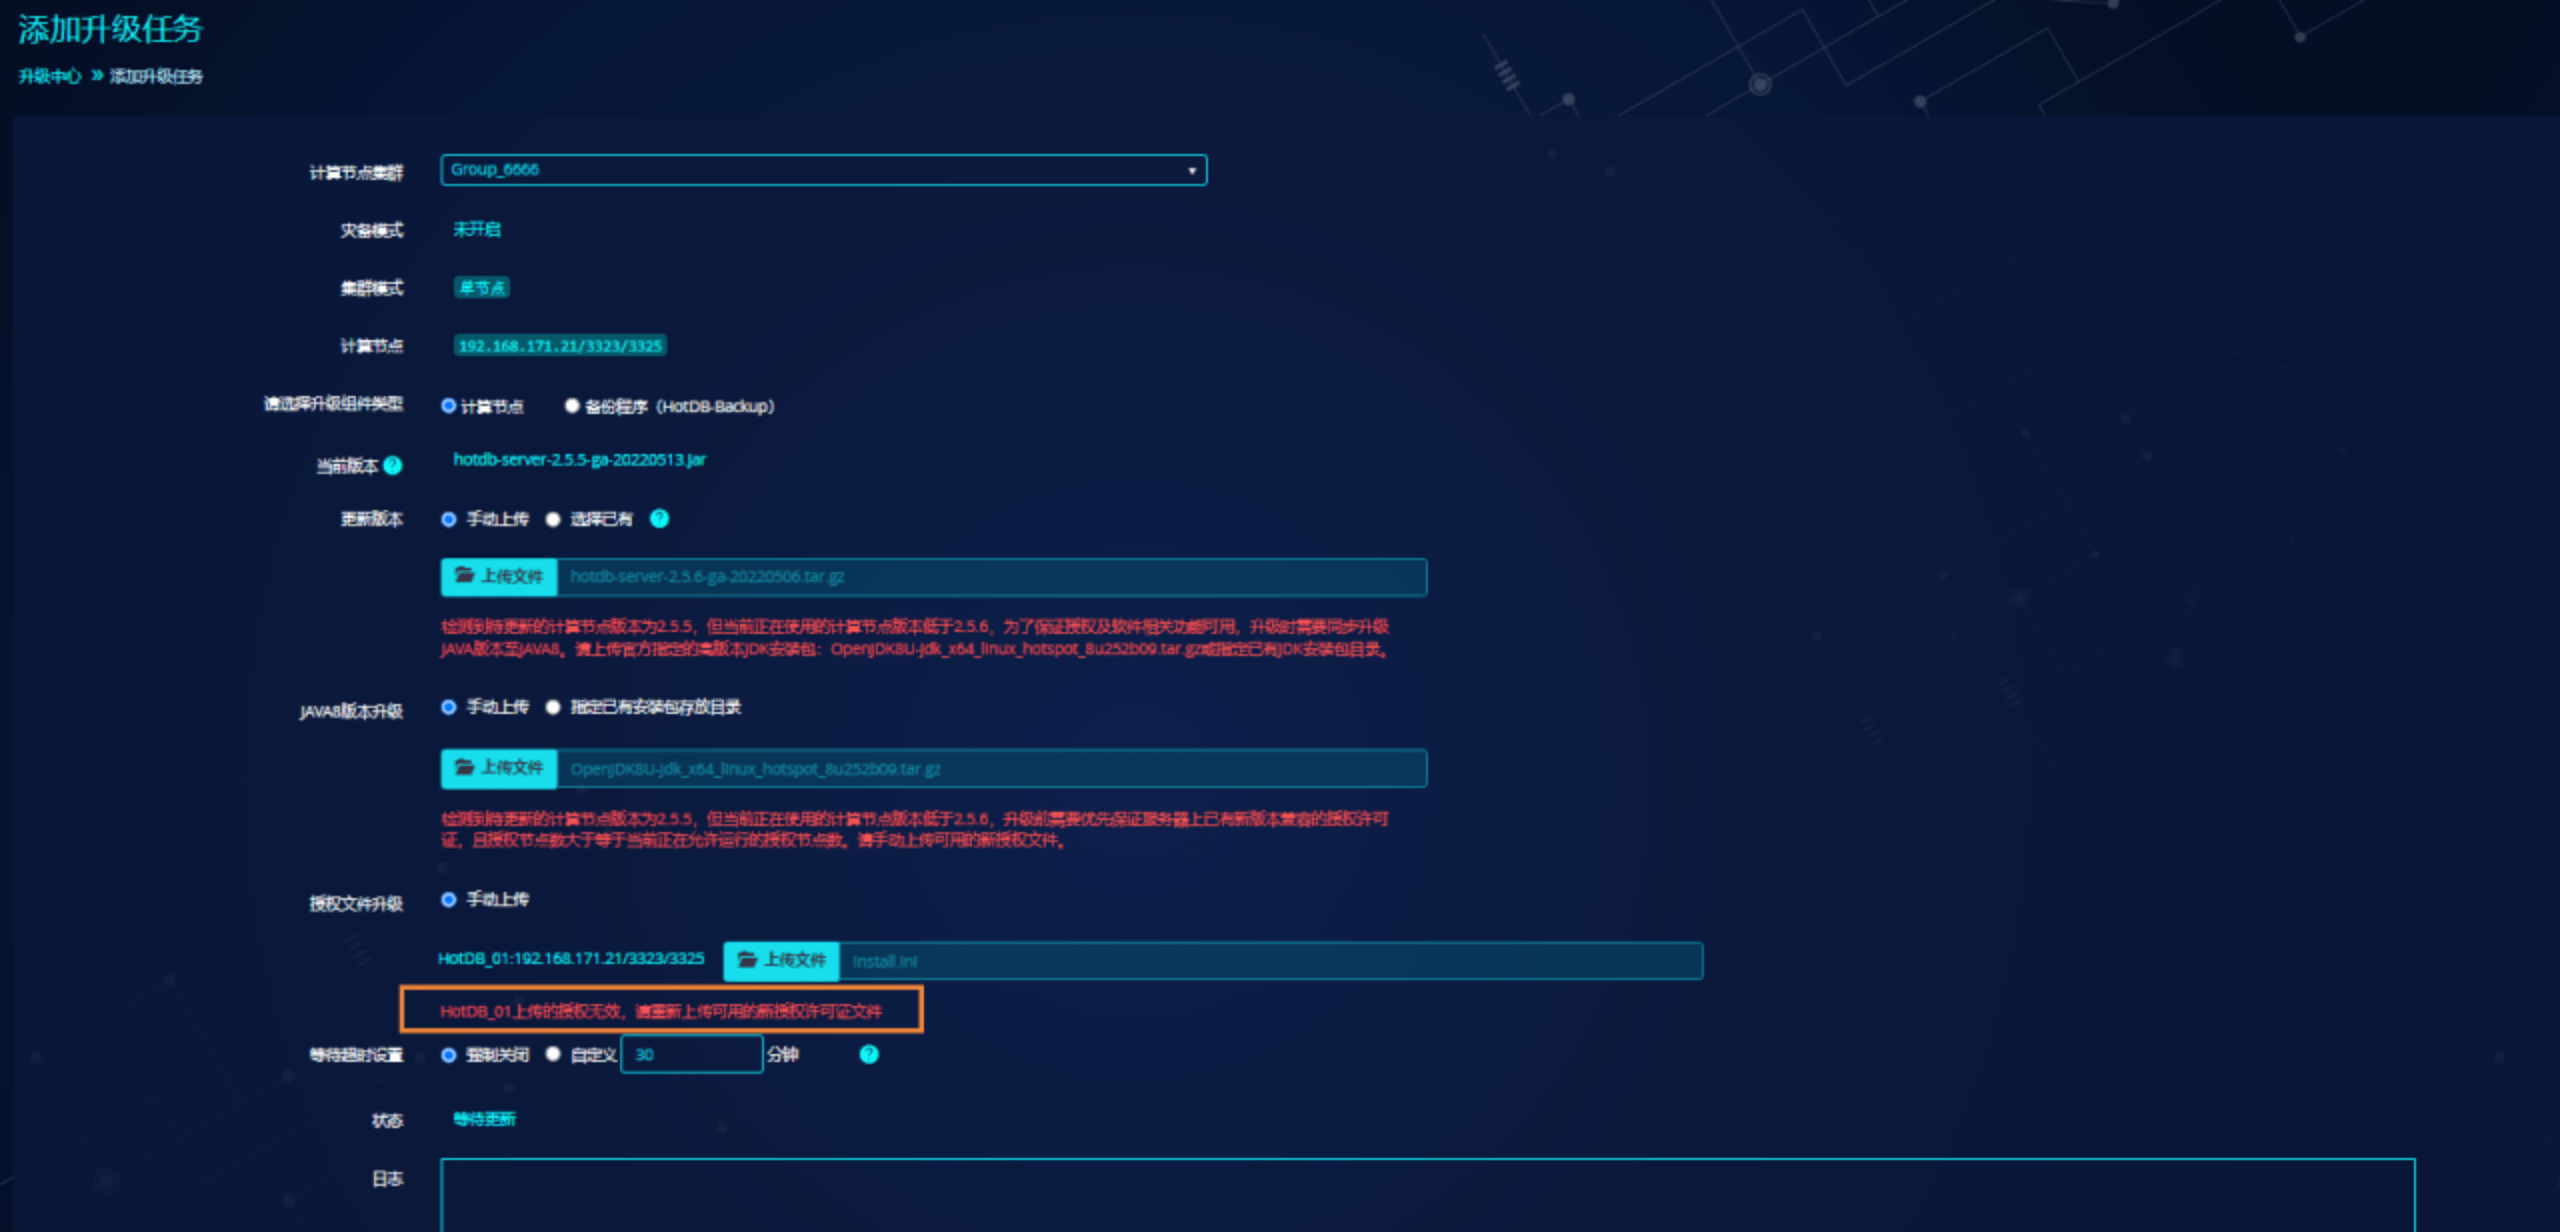 添加升级任务
升级中心 » 添加升级任务
计算节点集群 Group_6666
灾备模式 未开启
集群模式 单节点
计算节点 192.168.171.21/3323/3325
请选择升级组件类型 计算节点 备份程序（HotDB-Backup）
当前版本 ? hotdb-server-2.5.5-ga-20220513.jar
更新版本 手动上传 选择已有 ?
上传文件 hotdb-server-2.5.6-ga-20220506.tar.gz
检测到待更新的计算节点版本为2.5.5，但当前正在使用的计算节点版本低于2.5.6，为了保证授权及软件相关功能可用，升级时需要同步升级
JAVA版本至JAVA8。请上传官方指定的高版本JDK安装包：OpenJDK8U-jdk_x64_linux_hotspot_8u252b09.tar.gz或指定已有JDK安装包目录。
JAVA8版本升级 手动上传 指定已有安装包存放目录
上传文件 OpenJDK8U-jdk_x64_linux_hotspot_8u252b09.tar.gz
检测到待更新的计算节点版本为2.5.5，但当前正在使用的计算节点版本低于2.5.6，升级前需要优先保证服务器上已有新版本兼容的授权许可
证，且授权节点数大于等于当前正在允许运行的授权节点数。请手动上传可用的新授权文件。
授权文件升级 手动上传
HotDB_01:192.168.171.21/3323/3325 上传文件 install.ini
HotDB_01上传的授权无效，请重新上传可用的新授权许可证文件
等待超时设置 强制关闭 自定义 30 分钟 ?
状态 等待更新
日志